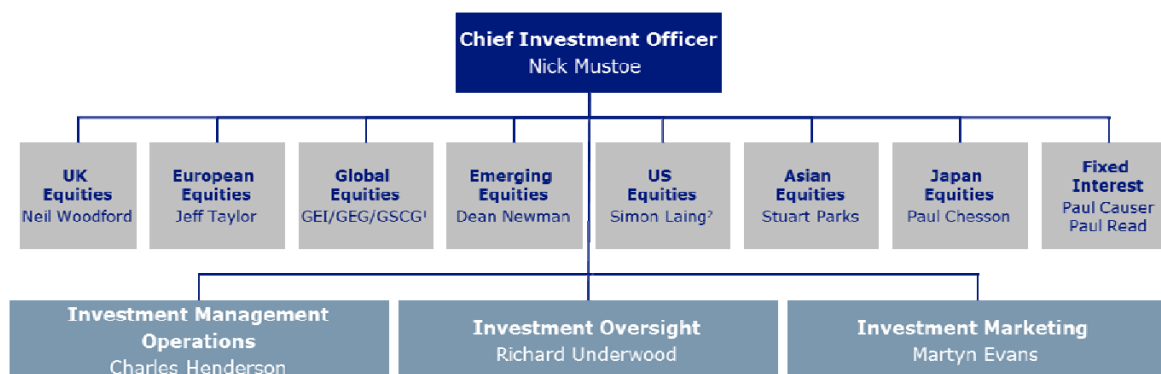 Chief Investment Officer
Nick Mustoe
UK
Equities
Neil Woodford
European
Equities
Jeff Taylor
Global
Equities
GEI/GEG/GSCG¹
Emerging
Equities
Dean Newman
US
Equities
Simon Laing²
Asian
Equities
Stuart Parks
Japan
Equities
Paul Chesson
Fixed
Interest
Paul Causer
Paul Read
Investment Management
Operations
Charles Henderson
Investment Oversight
Richard Underwood
Investment Marketing
Martyn Evans